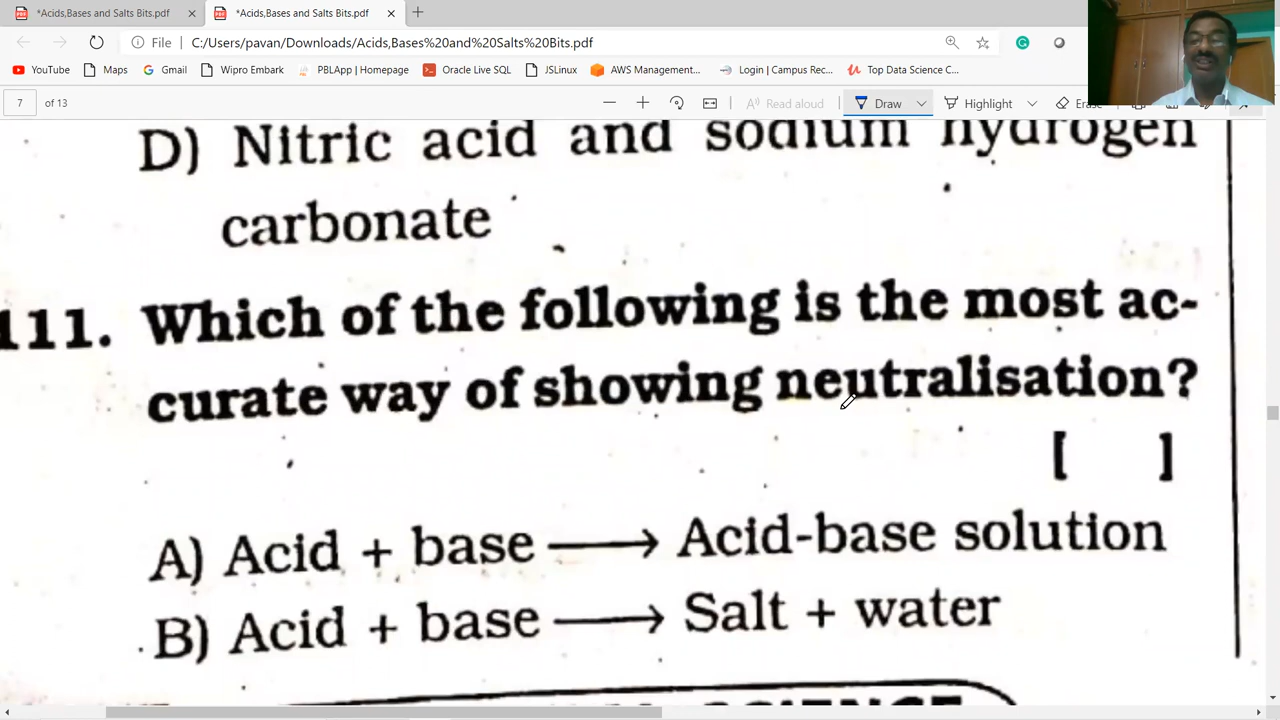 *Acids,Bases and Salts Bits.pdf
*Acids,Bases and Salts Bits.pdf
File C:/Users/pavan/Downloads/Acids,Bases%20and%20Salts%20Bits.pdf
YouTube Maps Gmail Wipro Embark PBLApp | Homepage Oracle Live SQL JSLinux AWS Management... Login | Campus Rec... Top Data Science C...
7 of 13 Read aloud Draw Highlight Erase
D) Nitric acid and sodium hydrogen
carbonate
111. Which of the following is the most ac-
curate way of showing neutralisation?
[ ]
A) Acid + base ⟶ Acid-base solution
B) Acid + base ⟶ Salt + water